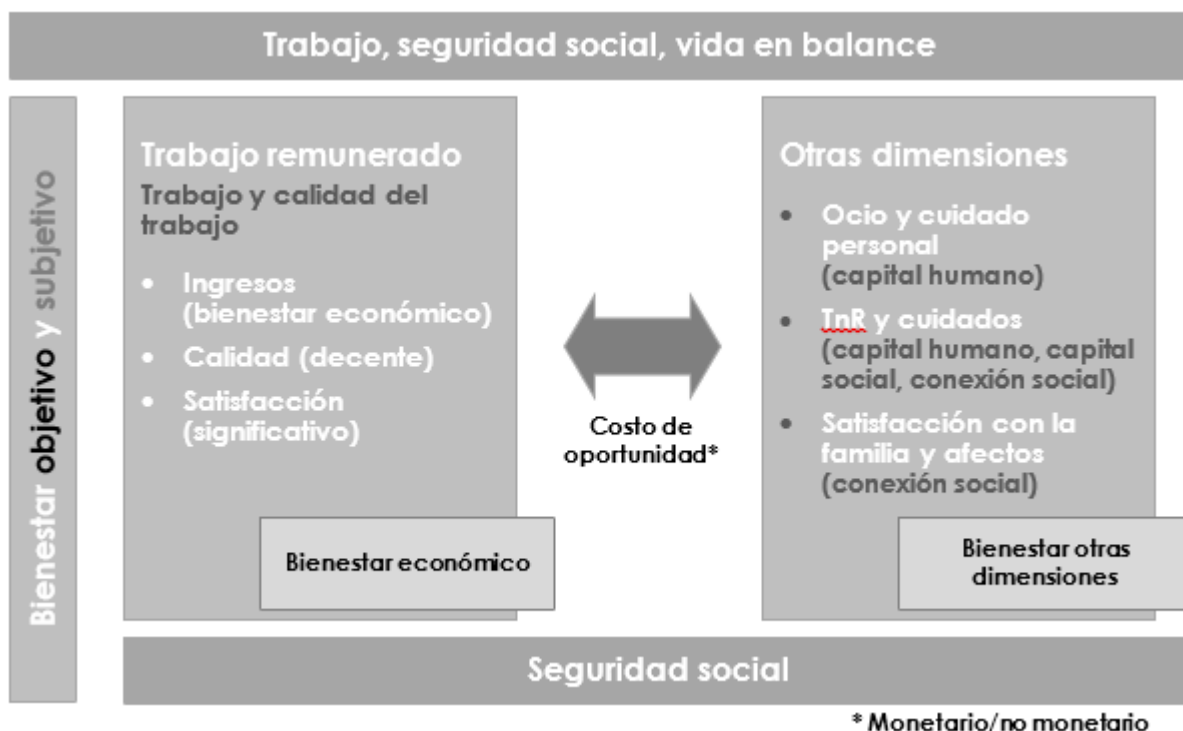 Trabajo, seguridad social, vida en balance
Bienestar objetivo y subjetivo
Trabajo remunerado
Trabajo y calidad del
trabajo
• Ingresos
(bienestar económico)
• Calidad (decente)
• Satisfacción
(significativo)
Bienestar económico
Costo de
oportunidad*
Otras dimensiones
• Ocio y cuidado
personal
(capital humano)
• TnR y cuidados
(capital humano, capital
social, conexión social)
• Satisfacción con la
familia y afectos
(conexión social)
Bienestar otras
dimensiones
Seguridad social
* Monetario/no monetario